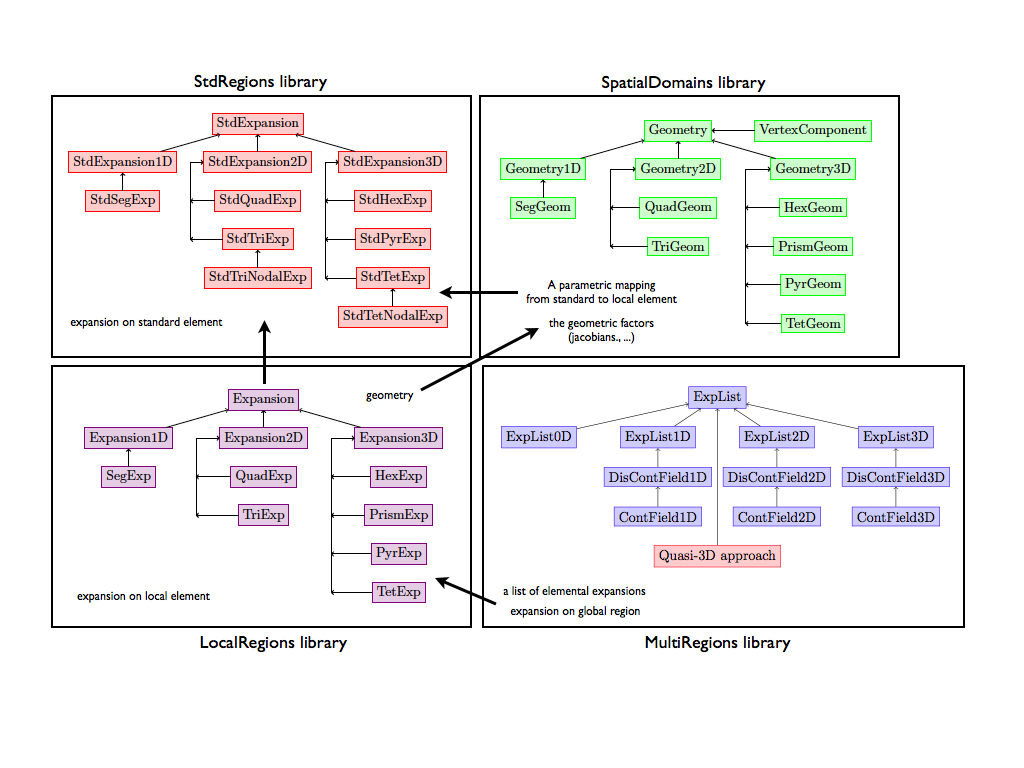 StdRegions library
StdExpansion
StdExpansion1D
StdExpansion2D
StdExpansion3D
StdSegExp
StdQuadExp
StdHexExp
StdTriExp
StdPyrExp
StdTriNodalExp
StdTetExp
StdTetNodalExp
expansion on standard element
SpatialDomains library
Geometry
VertexComponent
Geometry1D
Geometry2D
Geometry3D
SegGeom
QuadGeom
HexGeom
TriGeom
PrismGeom
PyrGeom
TetGeom
A parametric mapping
from standard to local element
the geometric factors
(jacobians., ...)
geometry
Expansion
Expansion1D
Expansion2D
Expansion3D
SegExp
QuadExp
HexExp
TriExp
PrismExp
PyrExp
TetExp
expansion on local element
LocalRegions library
ExpList
ExpList0D
ExpList1D
ExpList2D
ExpList3D
DisContField1D
DisContField2D
DisContField3D
ContField1D
ContField2D
ContField3D
Quasi-3D approach
a list of elemental expansions
expansion on global region
MultiRegions library